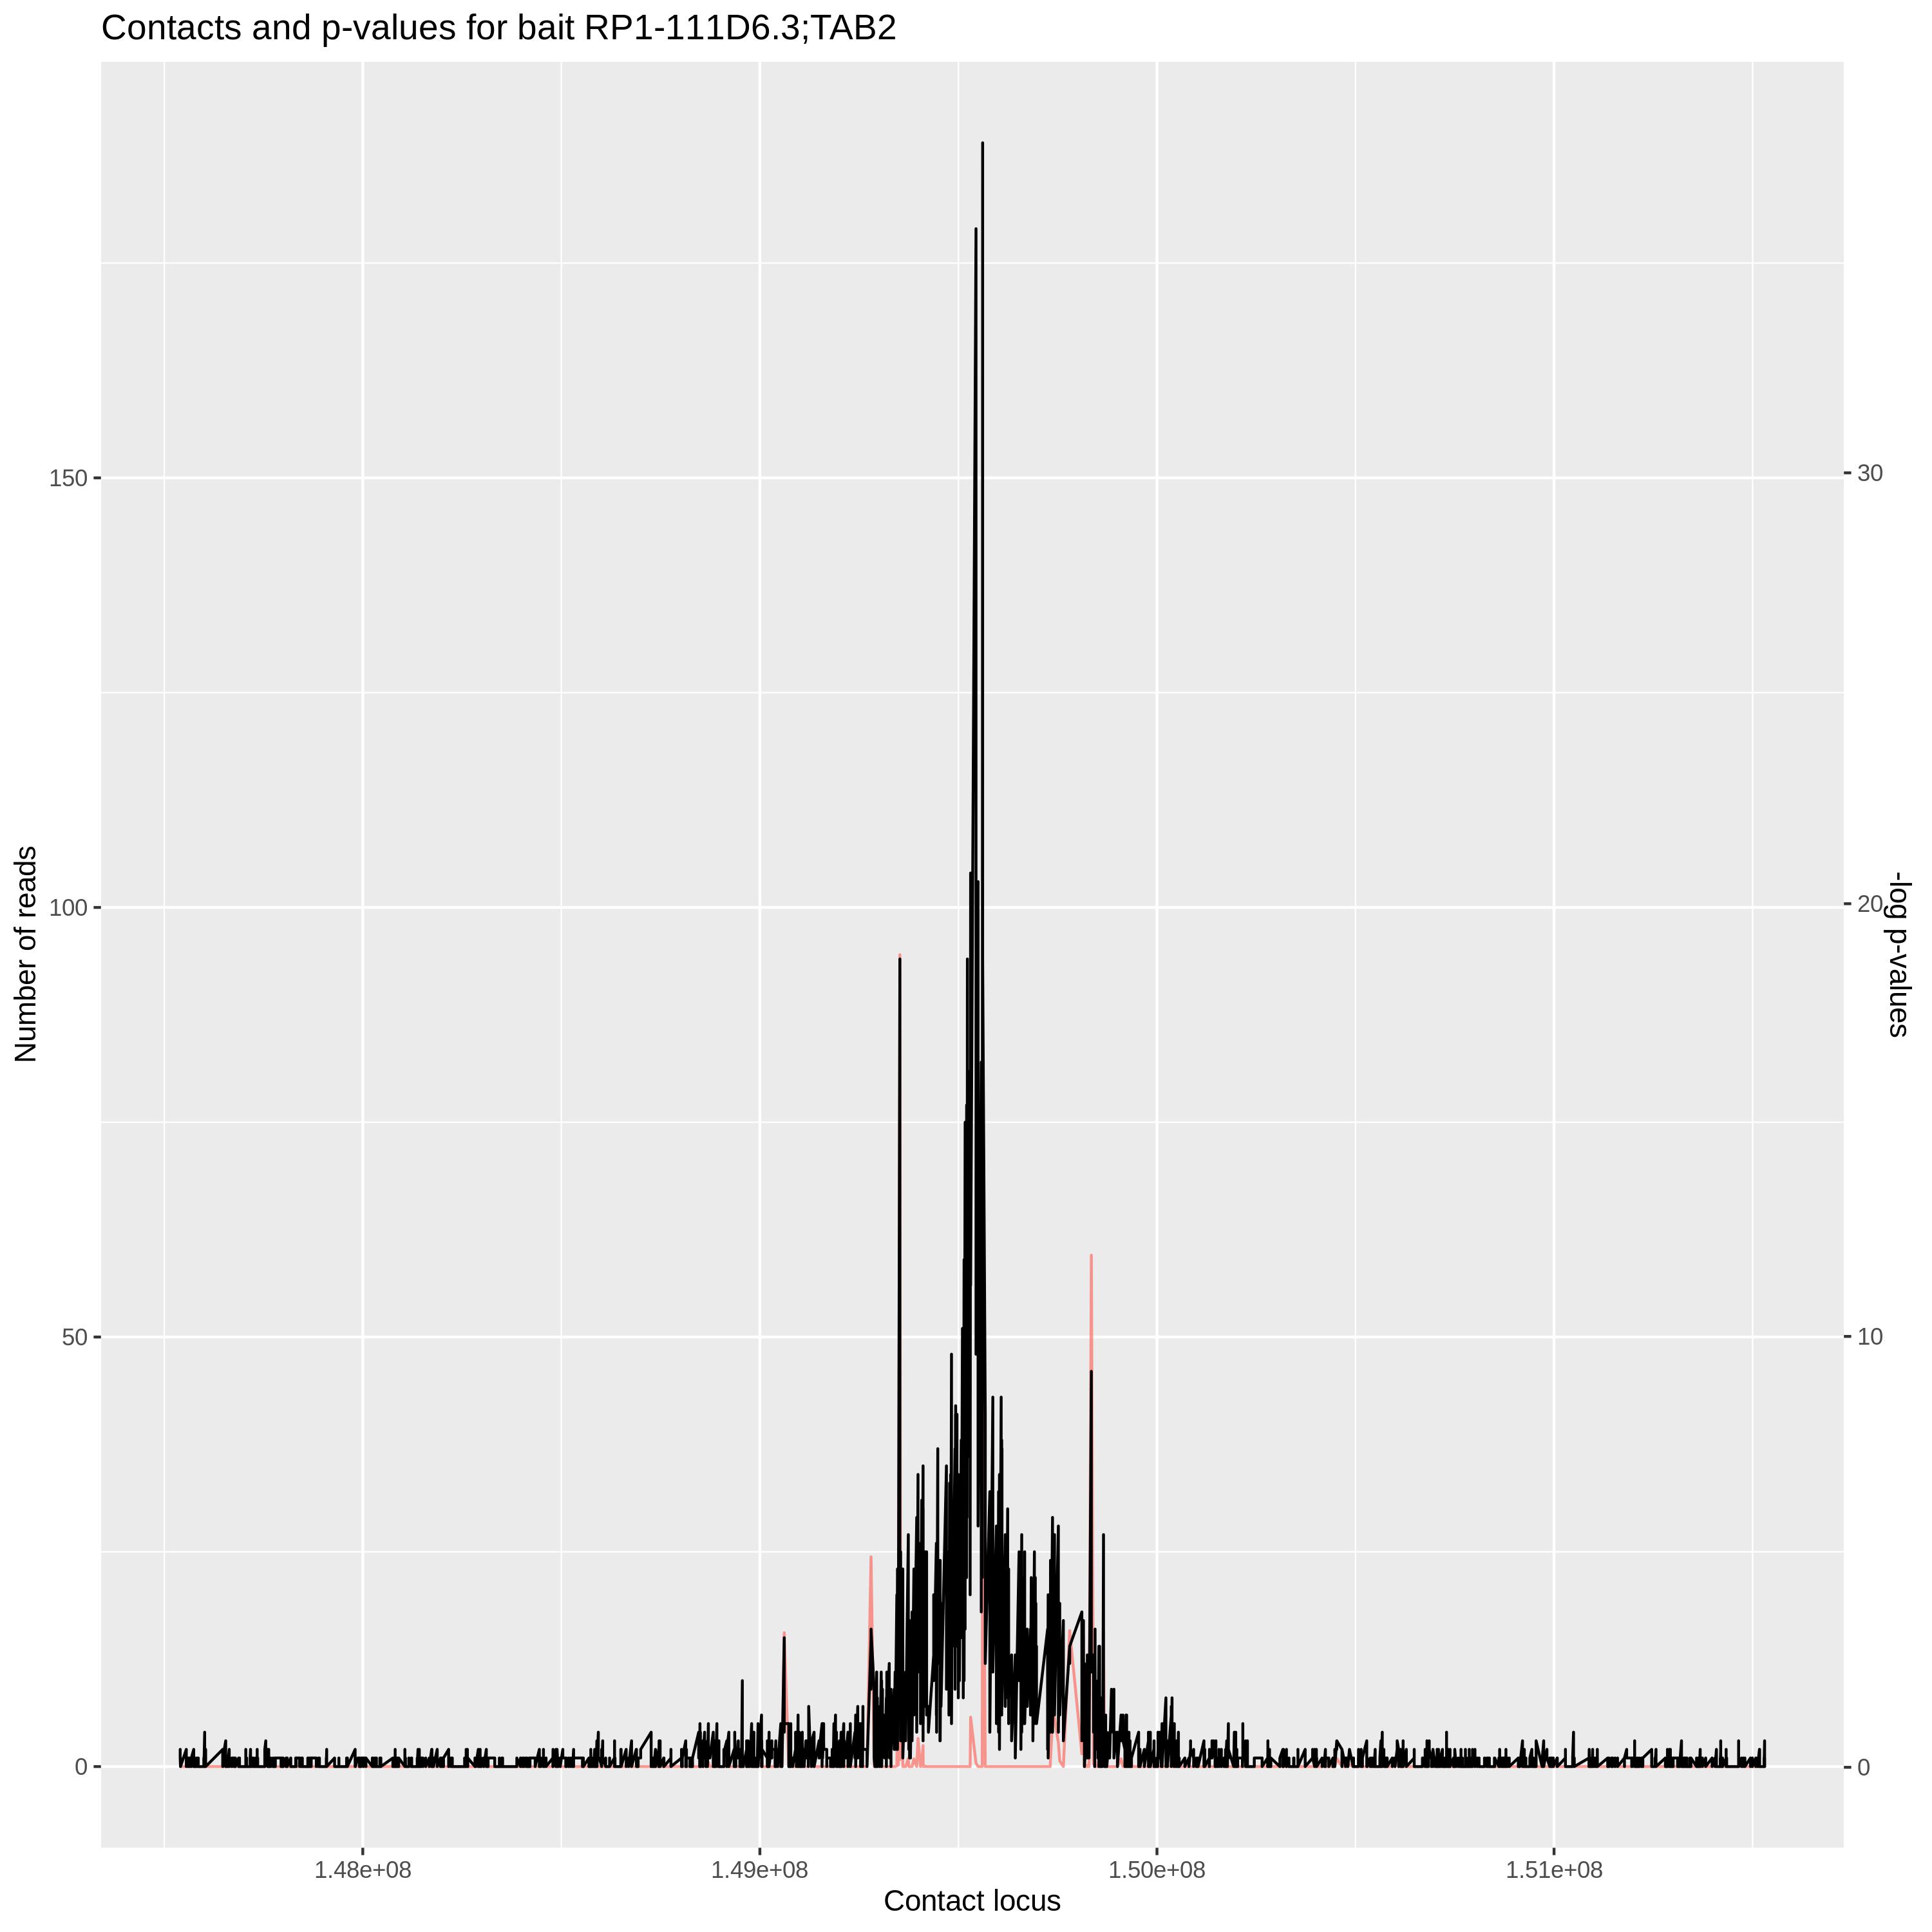 Contacts and p-values for bait RP1-111D6.3;TAB2
Number of reads
150
100
50
0
30
20
10
0
-log p-values
1.48e+08
1.49e+08
1.50e+08
1.51e+08
Contact locus